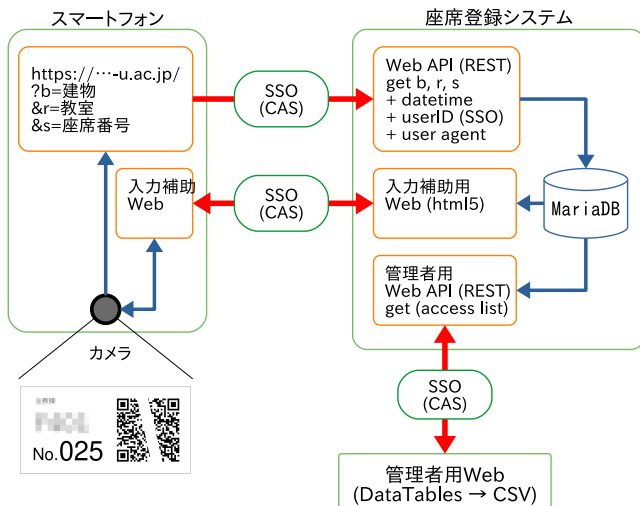 スマートフォン
https://…-u.ac.jp/
?b=建物
&r=教室
&s=座席番号
入力補助
Web
カメラ
No.025
SSO
(CAS)
SSO
(CAS)
座席登録システム
Web API (REST)
get b, r, s
+ datetime
+ userID (SSO)
+ user agent
入力補助用
Web (html5)
MariaDB
管理者用
Web API (REST)
get (access list)
SSO
(CAS)
管理者用Web
(DataTables → CSV)